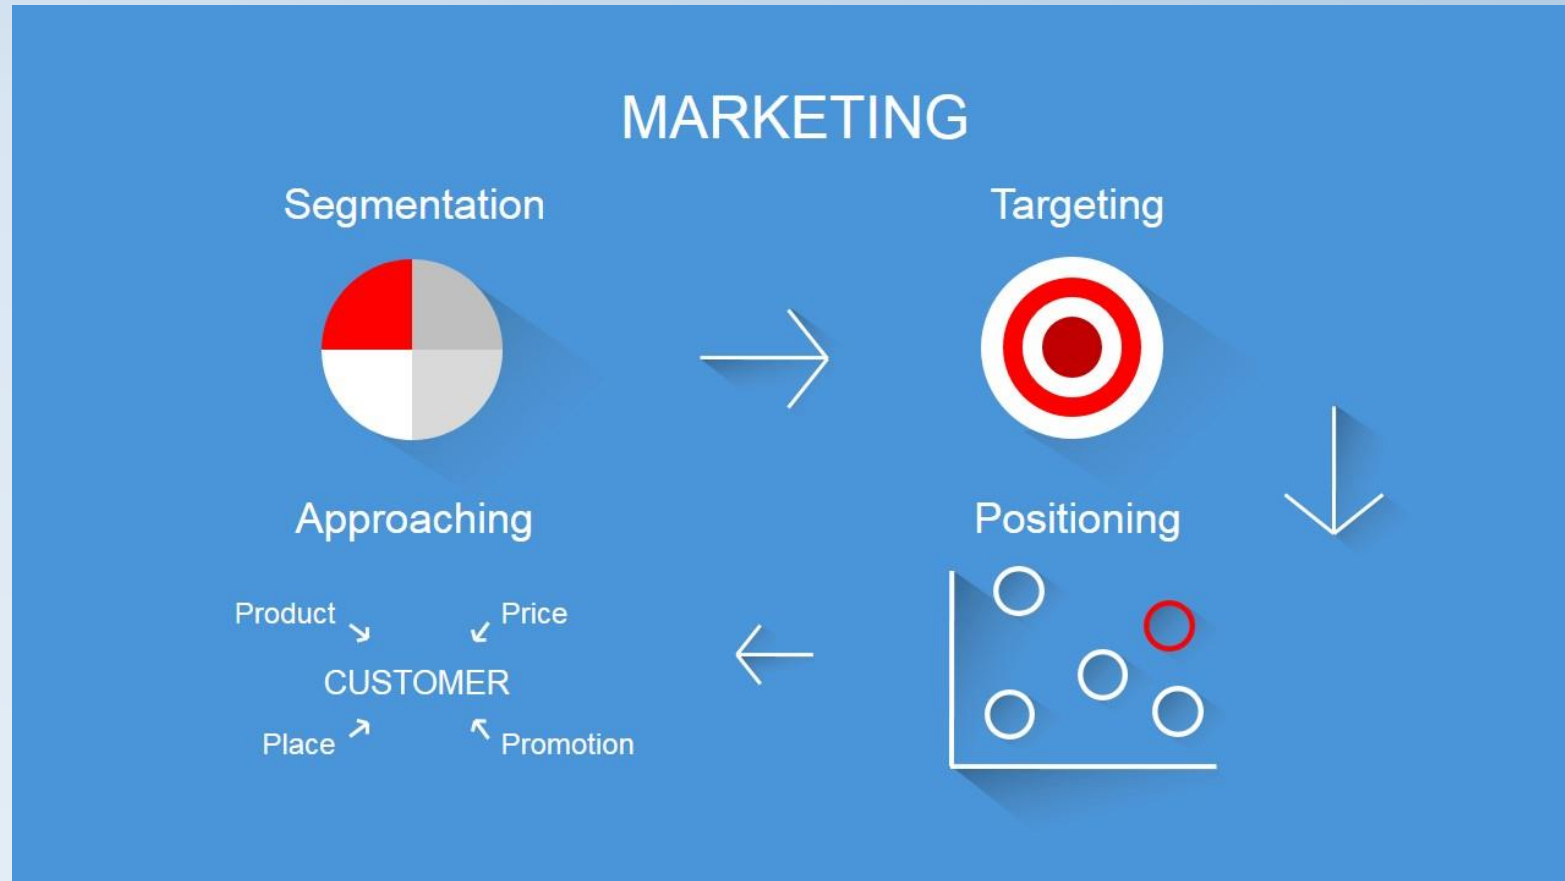 MARKETING
Segmentation
Targeting
Approaching
Positioning
Product
Price
CUSTOMER
Place
Promotion